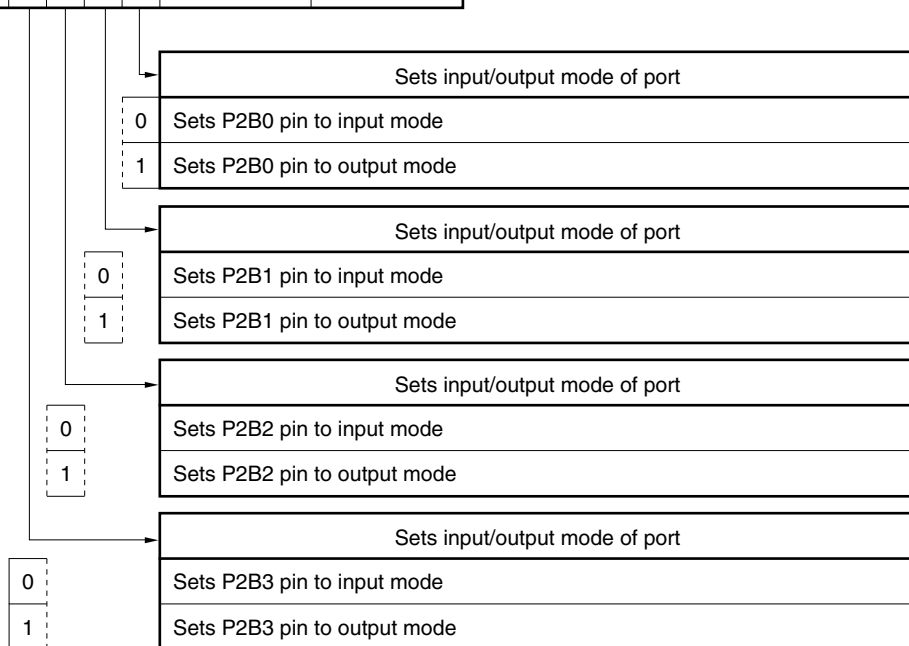 Sets input/output mode of port
0 Sets P2B0 pin to input mode
1 Sets P2B0 pin to output mode
Sets input/output mode of port
0 Sets P2B1 pin to input mode
1 Sets P2B1 pin to output mode
Sets input/output mode of port
0 Sets P2B2 pin to input mode
1 Sets P2B2 pin to output mode
Sets input/output mode of port
0 Sets P2B3 pin to input mode
1 Sets P2B3 pin to output mode